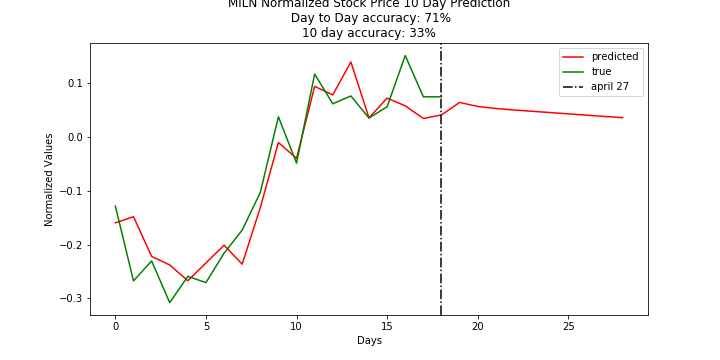 MILN Normalized Stock Price 10 Day Prediction
Day to Day accuracy: 71%
10 day accuracy: 33%
predicted
true
april 27
Normalized Values
0.1
0.0
−0.1
−0.2
−0.3
0 5 10 15 20 25
Days